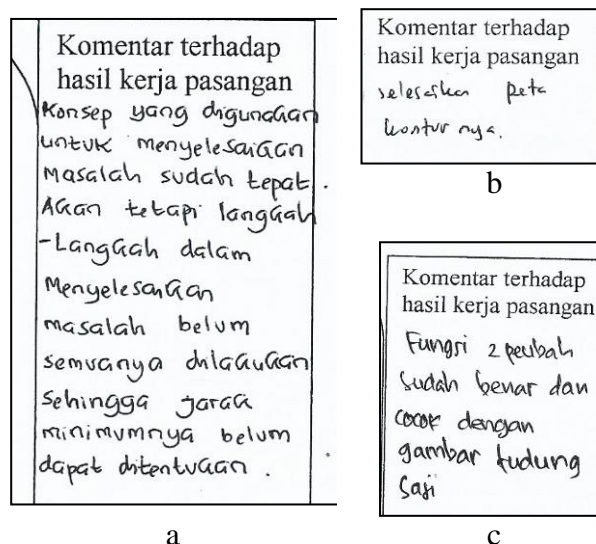 Komentar terhadap
hasil kerja pasangan
Konsep yang digunakan
untuk menyelesaikan
Masalah sudah tepat.
Akan tetapi langkah
-Langkah dalam
Menyelesaikan
masalah belum
semuanya dilakukan
Sehingga jarak
minimumnya belum
dapat ditentukan.
a
Komentar terhadap
hasil kerja pasangan
selesaikan peta
konturnya.
b
Komentar terhadap
hasil kerja pasangan
Fungsi 2 peubah
sudah benar dan
cocok dengan
gambar tudung
Saji
c